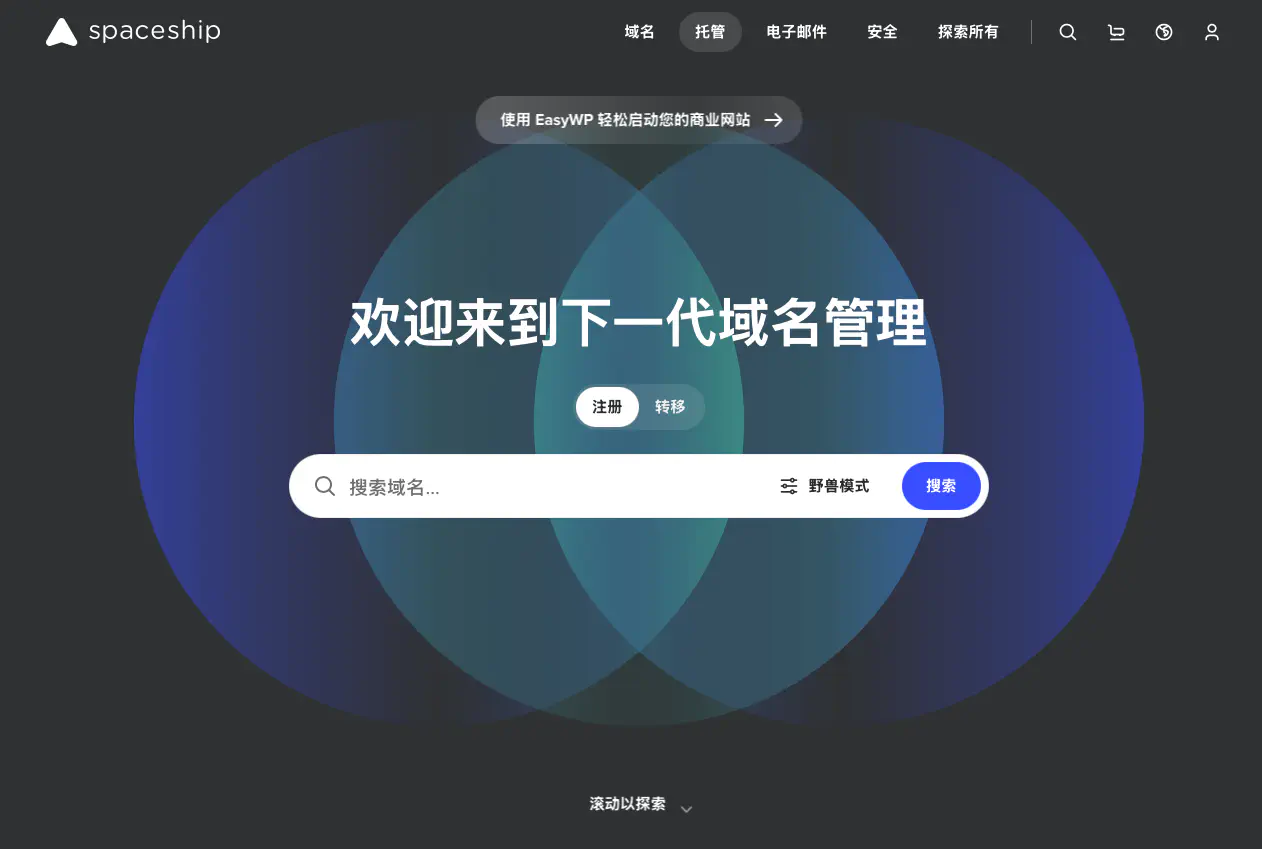 spaceship
域名 托管 电子邮件 安全 探索所有
使用 EasyWP 轻松启动您的商业网站
欢迎来到下一代域名管理
注册 转移
搜索域名... 野兽模式 搜索
滚动以探索